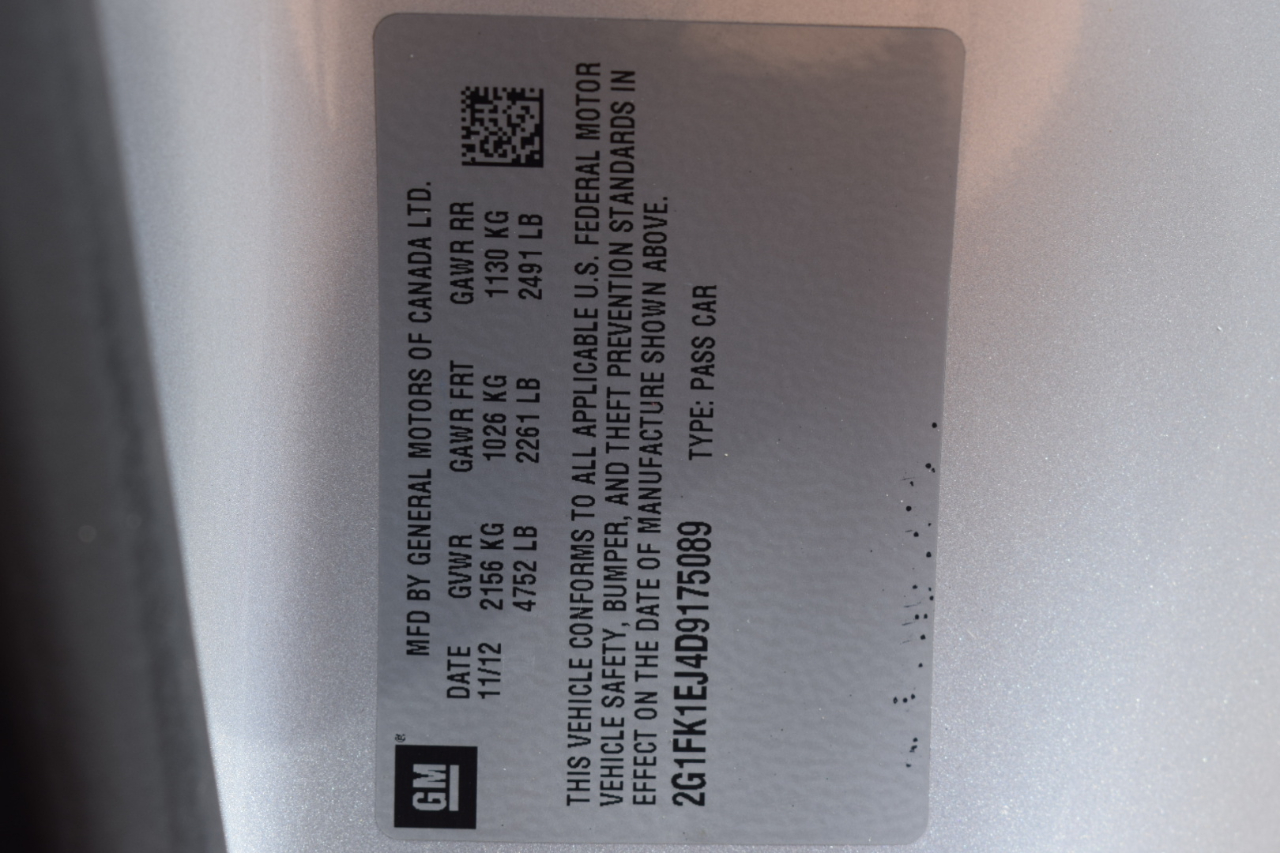 GM®
MFD BY GENERAL MOTORS OF CANADA LTD.
DATE GVWR GAWR FRT GAWR RR
11/12 2156 KG 1026 KG 1130 KG
4752 LB 2261 LB 2491 LB
THIS VEHICLE CONFORMS TO ALL APPLICABLE U.S. FEDERAL MOTOR
VEHICLE SAFETY, BUMPER, AND THEFT PREVENTION STANDARDS IN
EFFECT ON THE DATE OF MANUFACTURE SHOWN ABOVE.
2G1FK1EJ4D9175089 TYPE: PASS CAR